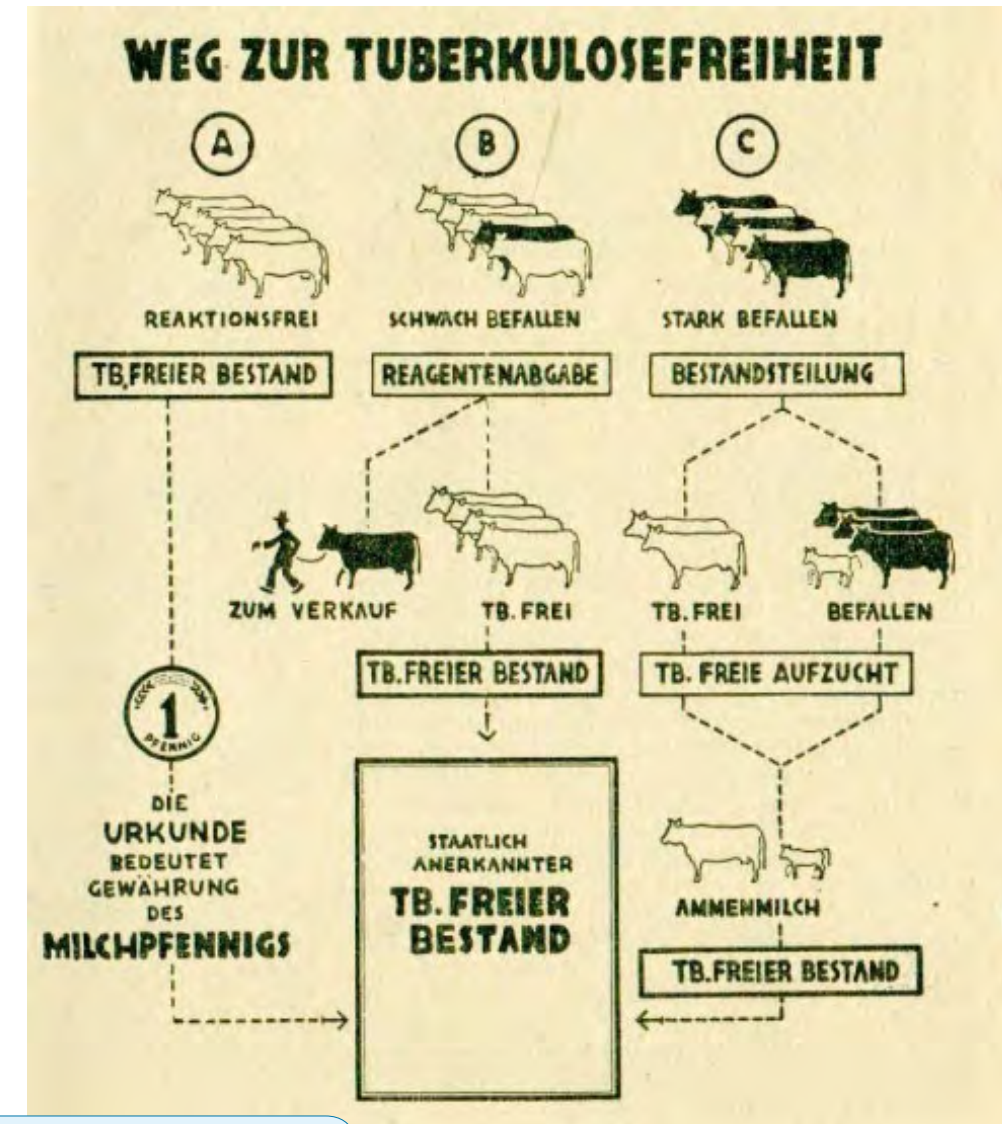 WEG ZUR TUBERKULOSEFREIHEIT
A
B
C
REAKTIONSFREI
SCHWACH BEFALLEN
STARK BEFALLEN
TB,FREIER BESTAND
REAGENTENABGABE
BESTANDSTEILUNG
ZUM VERKAUF
TB. FREI
TB. FREI
BEFALLEN
TB. FREIER BESTAND
TB. FREIE AUFZUCHT
1
PFENNIG
DIE
URKUNDE
BEDEUTET
GEWÄHRUNG
DES
MILCHPFENNIGS
STAATLICH
ANERKANNTER
TB. FREIER
BESTAND
AMMENMILCH
TB. FREIER BESTAND